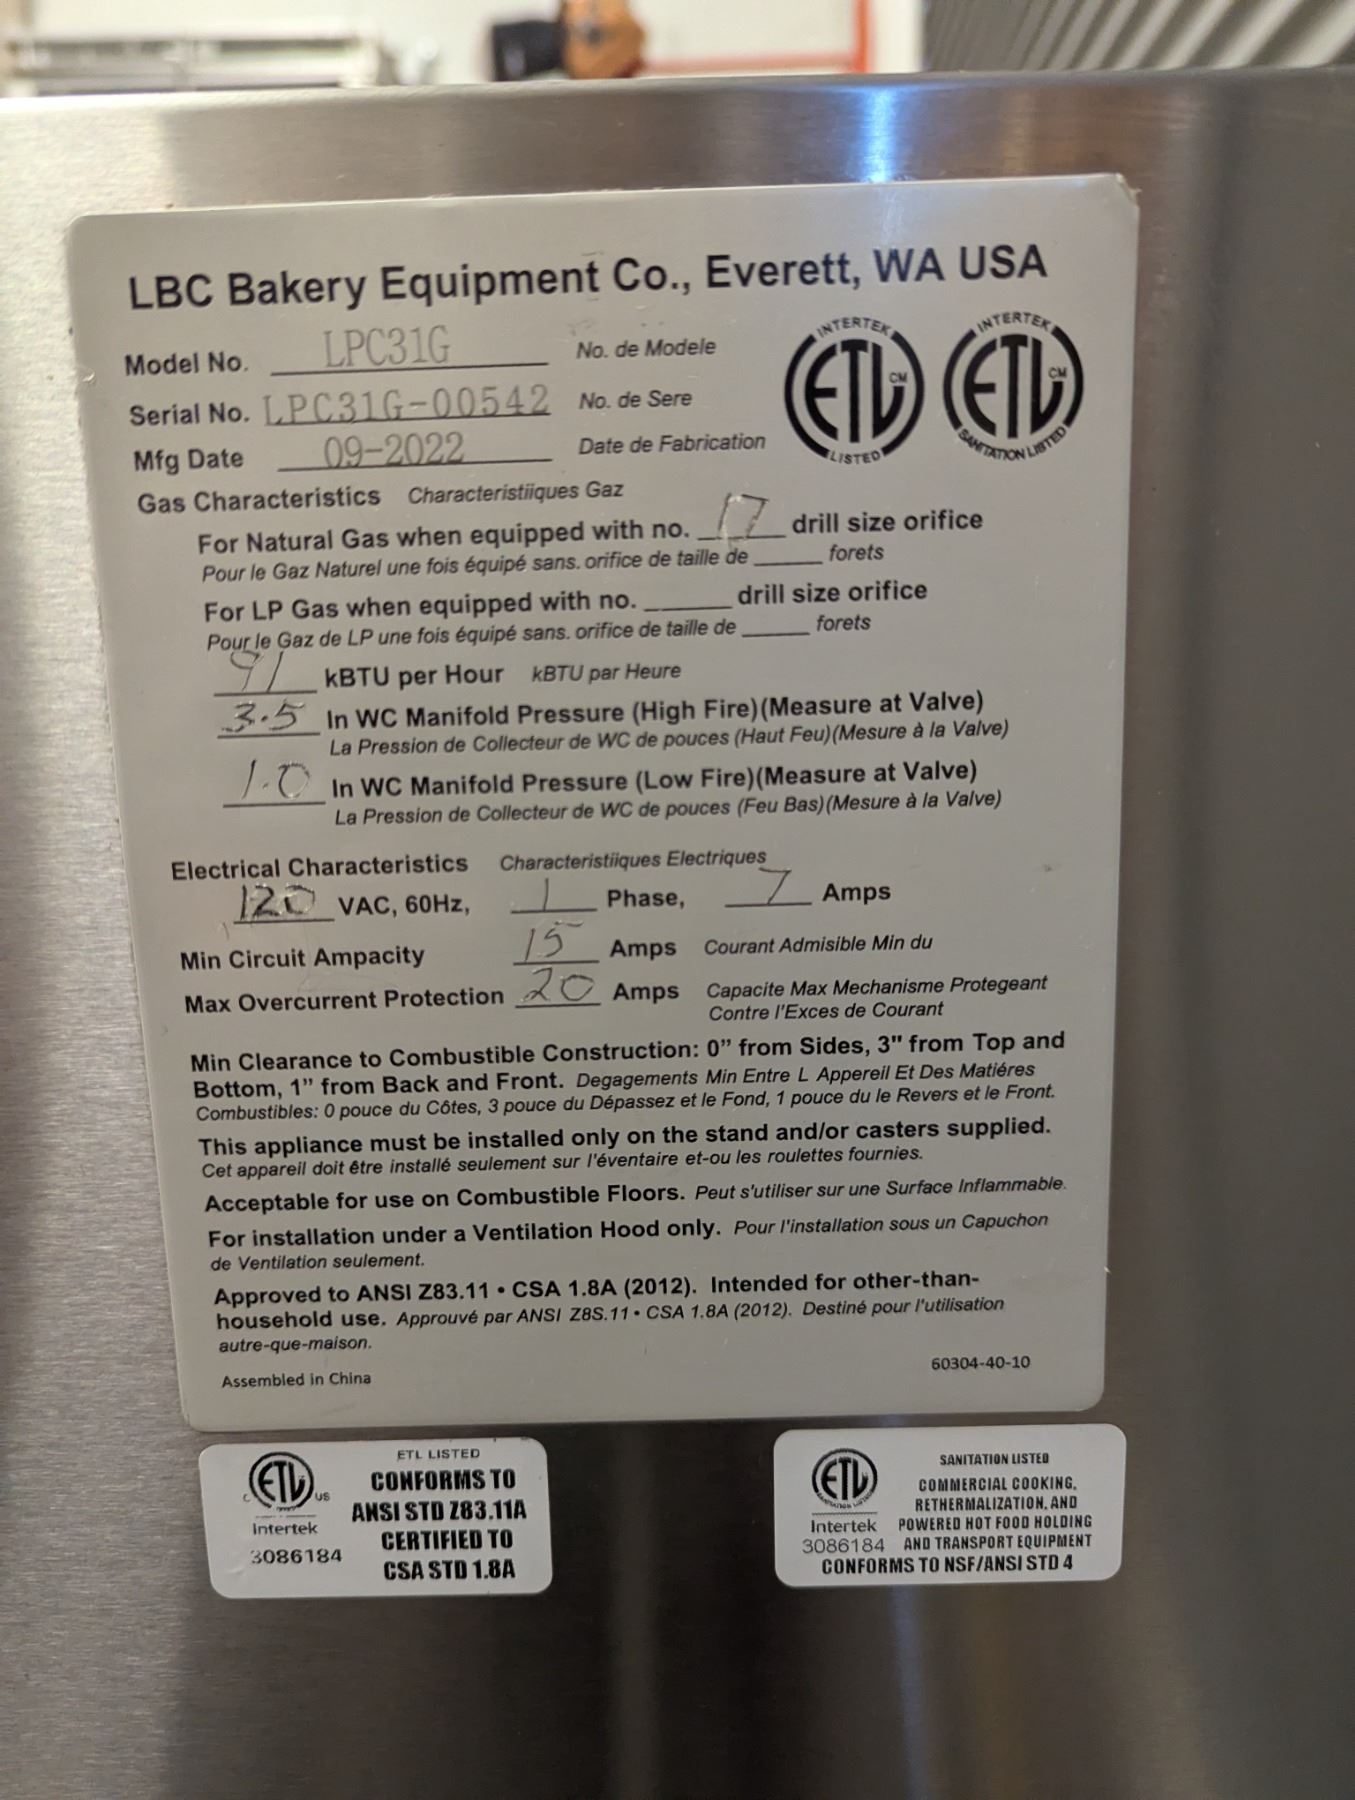 LBC Bakery Equipment Co., Everett, WA USA
Model No. LPC31G No. de Modele
Serial No. LPC31G-00542 No. de Sere
Mfg Date 09-2022 Date de Fabrication
INTERTEK ETL CM LISTED
INTERTEK ETL CM SANITATION LISTED
Gas Characteristics Characteristiiques Gaz
For Natural Gas when equipped with no. 17 drill size orifice
Pour le Gaz Naturel une fois équipé sans. orifice de taille de ______ forets
For LP Gas when equipped with no. ______ drill size orifice
Pour le Gaz de LP une fois équipé sans. orifice de taille de ______ forets
91 kBTU per Hour kBTU par Heure
3.5 In WC Manifold Pressure (High Fire)(Measure at Valve)
La Pression de Collecteur de WC de pouces (Haut Feu)(Mesure à la Valve)
1.0 In WC Manifold Pressure (Low Fire)(Measure at Valve)
La Pression de Collecteur de WC de pouces (Feu Bas)(Mesure à la Valve)
Electrical Characteristics Characteristiiques Electriques
120 VAC, 60Hz, 1 Phase, 7 Amps
Min Circuit Ampacity 15 Amps Courant Admisible Min du
Max Overcurrent Protection 20 Amps Capacite Max Mechanisme Protegeant
Contre l'Exces de Courant
Min Clearance to Combustible Construction: 0” from Sides, 3" from Top and
Bottom, 1” from Back and Front. Degagements Min Entre L Appereil Et Des Matiéres
Combustibles: 0 pouce du Côtes, 3 pouce du Dépassez et le Fond, 1 pouce du le Revers et le Front.
This appliance must be installed only on the stand and/or casters supplied.
Cet appareil doit être installé seulement sur l'éventaire et-ou les roulettes fournies.
Acceptable for use on Combustible Floors. Peut s'utiliser sur une Surface Inflammable.
For installation under a Ventilation Hood only. Pour l'installation sous un Capuchon
de Ventilation seulement.
Approved to ANSI Z83.11 • CSA 1.8A (2012). Intended for other-than-
household use. Approuvé par ANSI Z8S.11 • CSA 1.8A (2012). Destiné pour l'utilisation
autre-que-maison.
Assembled in China
60304-40-10
ETL LISTED
CONFORMS TO
ANSI STD Z83.11A
CERTIFIED TO
CSA STD 1.8A
C ETL US
Intertek
3086184
SANITATION LISTED
COMMERCIAL COOKING,
RETHERMALIZATION, AND
POWERED HOT FOOD HOLDING
AND TRANSPORT EQUIPMENT
CONFORMS TO NSF/ANSI STD 4
ETL
Intertek
3086184